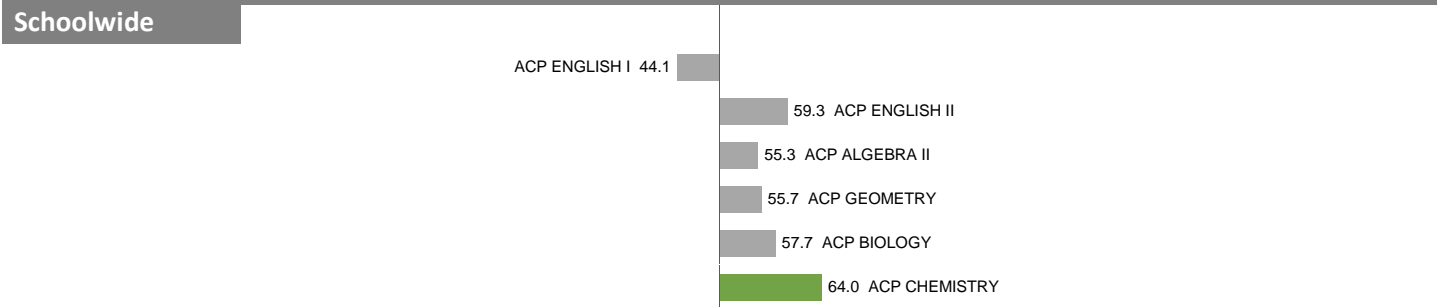 Schoolwide
ACP ENGLISH I 44.1
59.3 ACP ENGLISH II
55.3 ACP ALGEBRA II
55.7 ACP GEOMETRY
57.7 ACP BIOLOGY
64.0 ACP CHEMISTRY